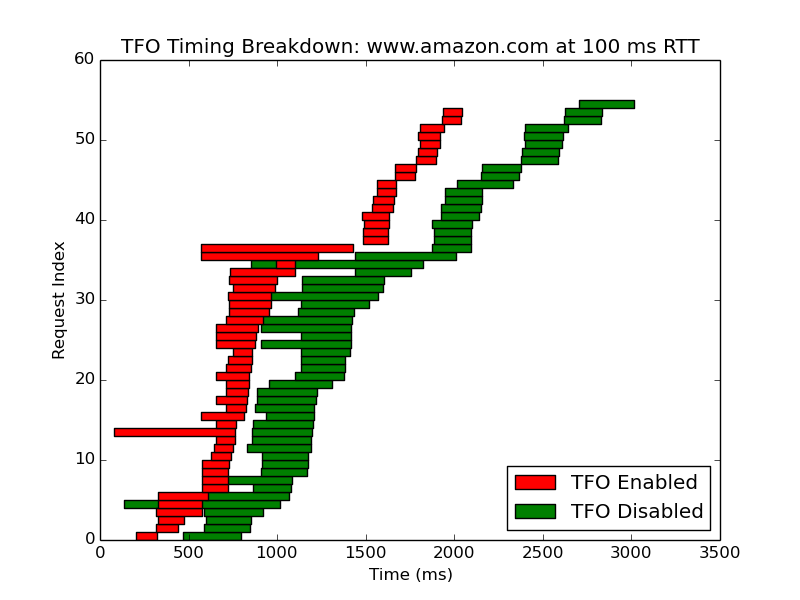 TFO Timing Breakdown: www.amazon.com at 100 ms RTT
60
50
40
30
20
10
0
Request Index
TFO Enabled
TFO Disabled
0 500 1000 1500 2000 2500 3000 3500
Time (ms)